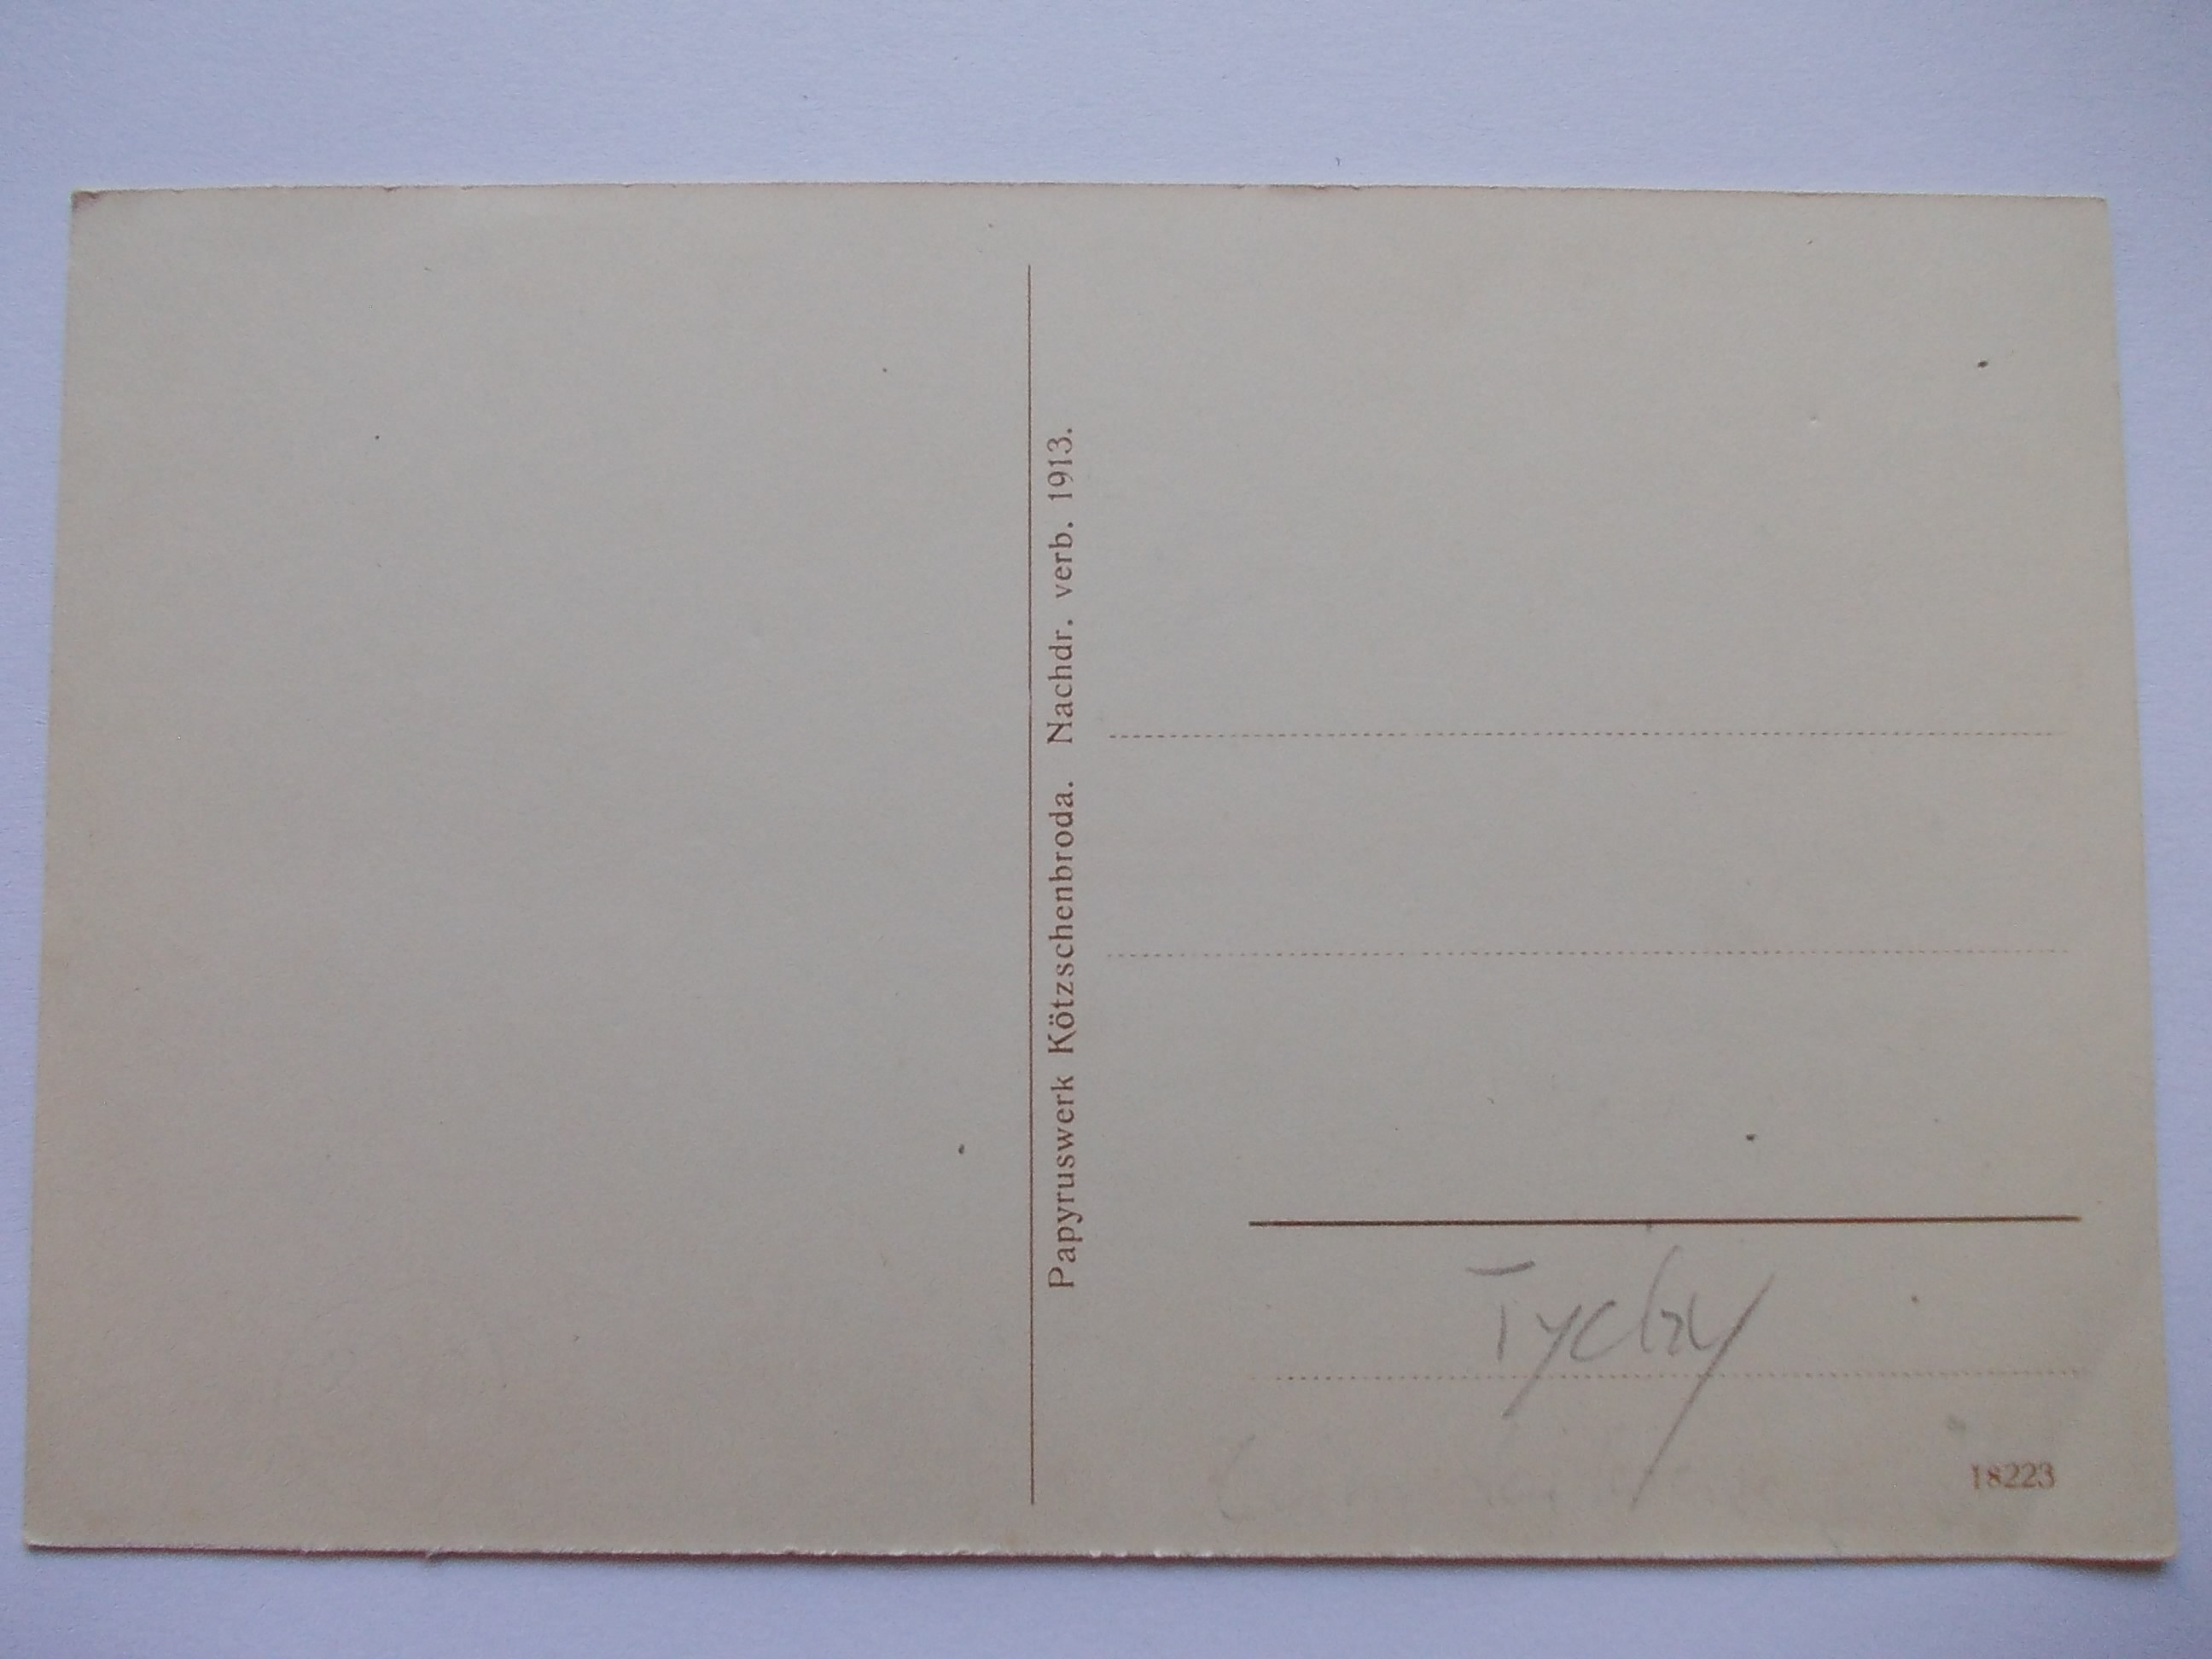 Papyruswerk Kötzschenbroda. Nachdr. verb. 1913.
Tychy
18223